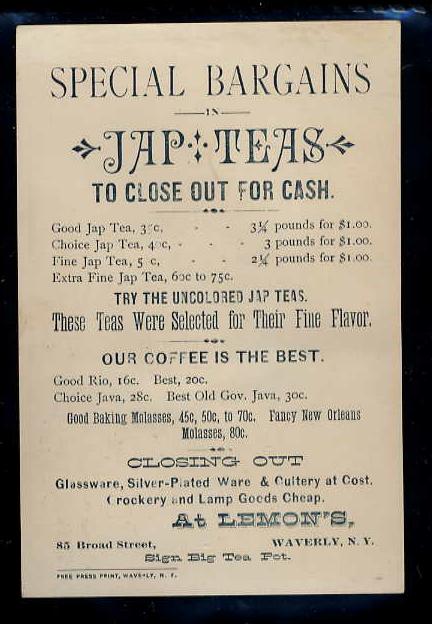 SPECIAL BARGAINS
IN
JAP TEAS
TO CLOSE OUT FOR CASH.
Good Jap Tea, 3 c, - - 3¼ pounds for $1.00.
Choice Jap Tea, 40c, - - 3 pounds for $1.00.
Fine Jap Tea, 5 c, - - 2¼ pounds for $1.00.
Extra Fine Jap Tea, 60c to 75c.
TRY THE UNCOLORED JAP TEAS.
These Teas Were Selected for Their Fine Flavor.
OUR COFFEE IS THE BEST.
Good Rio, 16c. Best, 20c.
Choice Java, 28c. Best Old Gov. Java, 30c.
Good Baking Molasses, 45c, 50c, to 70c. Fancy New Orleans
Molasses, 80c.
CLOSING OUT
Glassware, Silver-Plated Ware & Cultery at Cost.
Crockery and Lamp Goods Cheap.
At LEMON'S,
85 Broad Street, WAVERLY, N. Y.
Sign Big Tea Pot.
FREE PRESS PRINT, WAVERLY, N. Y.